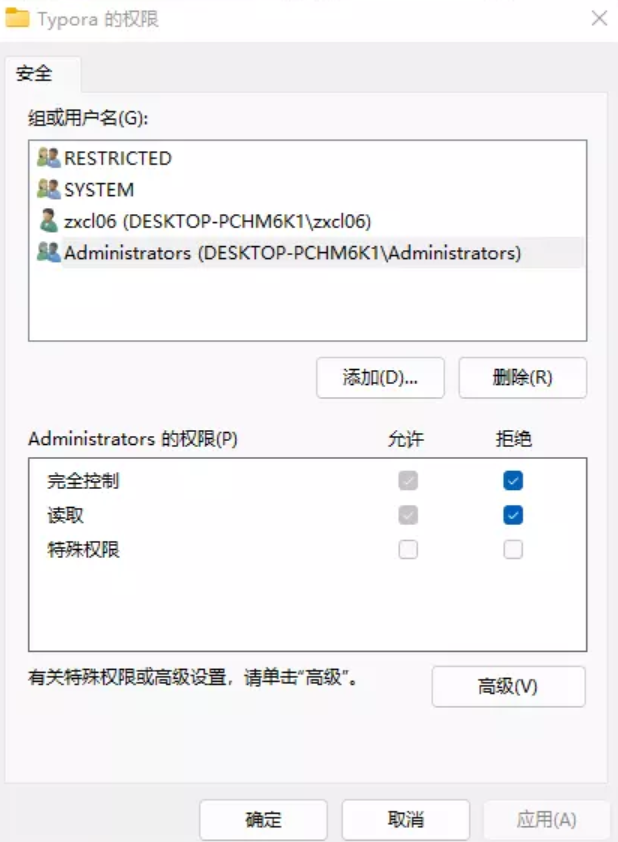 Typora 的权限
安全
组或用户名(G):
RESTRICTED
SYSTEM
zxcl06 (DESKTOP-PCHM6K1\zxcl06)
Administrators (DESKTOP-PCHM6K1\Administrators)
添加(D)... 删除(R)
Administrators 的权限(P) 允许 拒绝
完全控制
读取
特殊权限
有关特殊权限或高级设置，请单击“高级”。
高级(V)
确定 取消 应用(A)